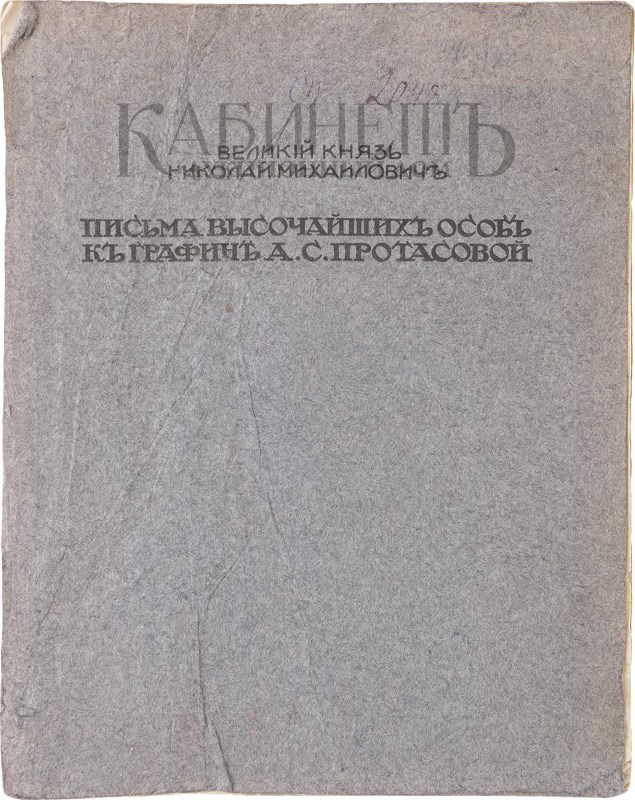 КАБИНЕТЪ
ВЕЛИКІЙ КНЯЗЬ
НИКОЛАЙ МИХАИЛОВИЧЪ
ПИСЬМА ВЫСОЧАЙШИХЪ ОСОБЪ
КЪ ГРАФИНѢ А.С.ПРОТАСОВОЙ